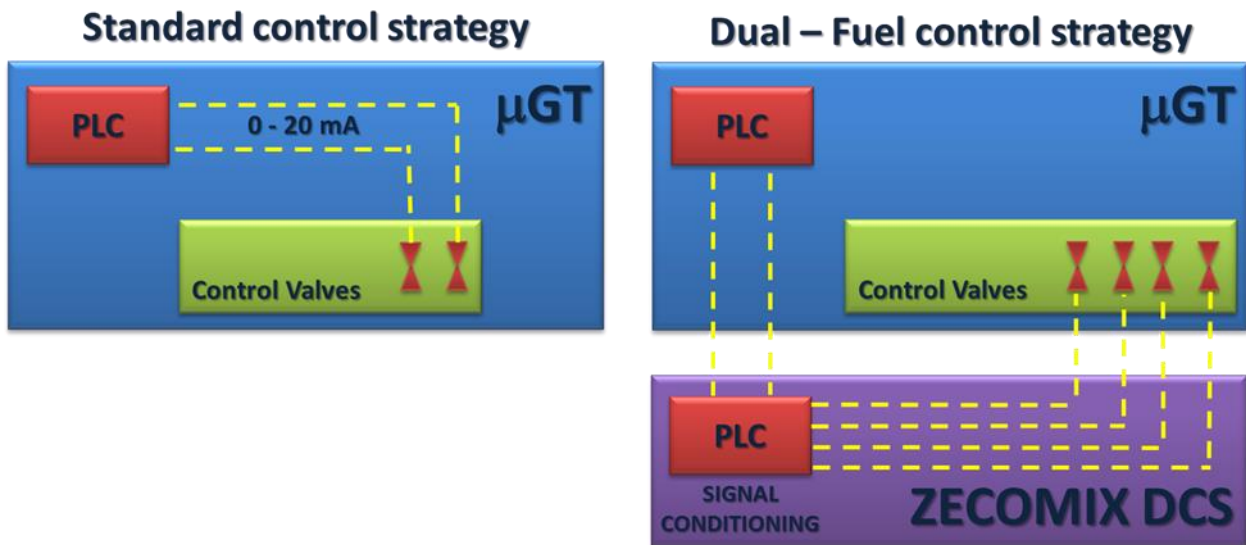 Standard control strategy
PLC
0 - 20 mA
μGT
Control Valves
Dual – Fuel control strategy
PLC
μGT
Control Valves
PLC
SIGNAL
CONDITIONING
ZECOMIX DCS